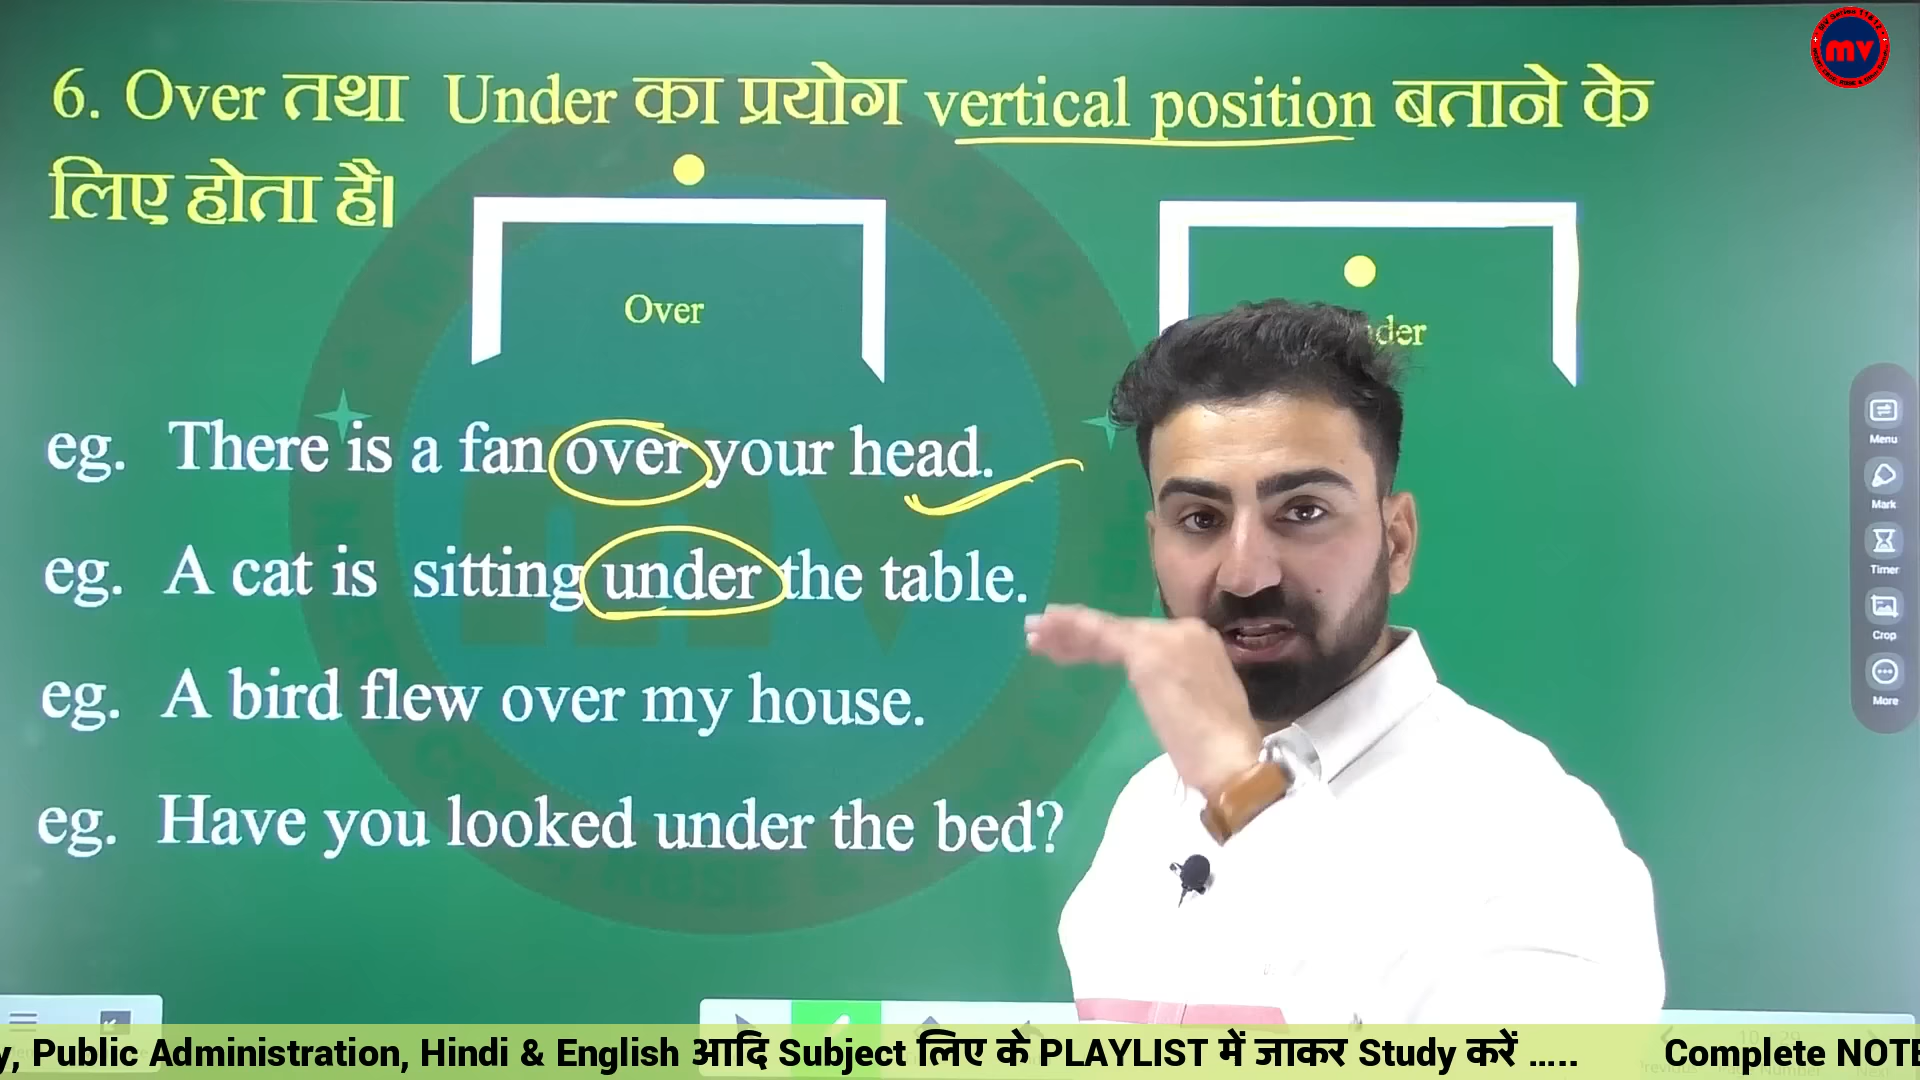 6. Over तथा Under का प्रयोग vertical position बताने के
लिए होता है।
Over
eg. There is a fan over your head.
eg. A cat is sitting under the table.
eg. A bird flew over my house.
eg. Have you looked under the bed?
mv
Menu
Mark
Timer
Crop
More
Public Administration, Hindi & English आदि Subject लिए के PLAYLIST में जाकर Study करें ..... Complete